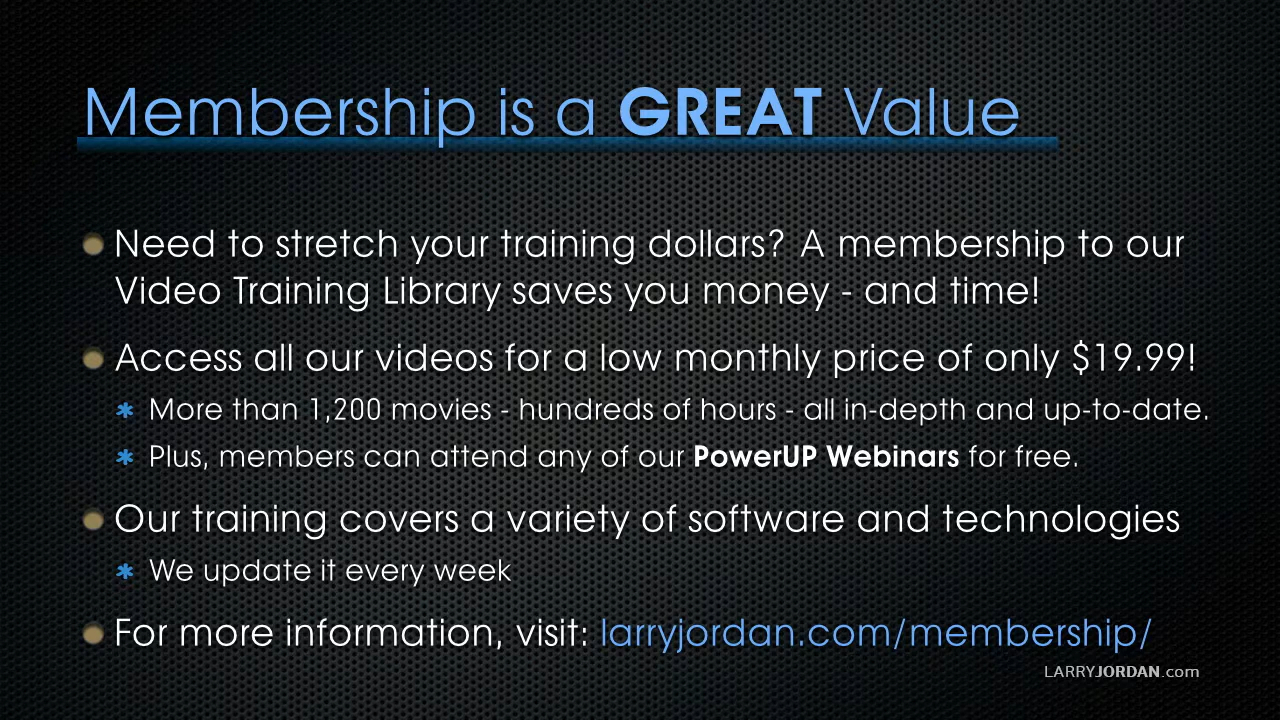 Membership is a GREAT Value
Need to stretch your training dollars? A membership to our
Video Training Library saves you money - and time!
Access all our videos for a low monthly price of only $19.99!
More than 1,200 movies - hundreds of hours - all in-depth and up-to-date.
Plus, members can attend any of our PowerUP Webinars for free.
Our training covers a variety of software and technologies
We update it every week
For more information, visit: larryjordan.com/membership/
LARRYJORDAN.com